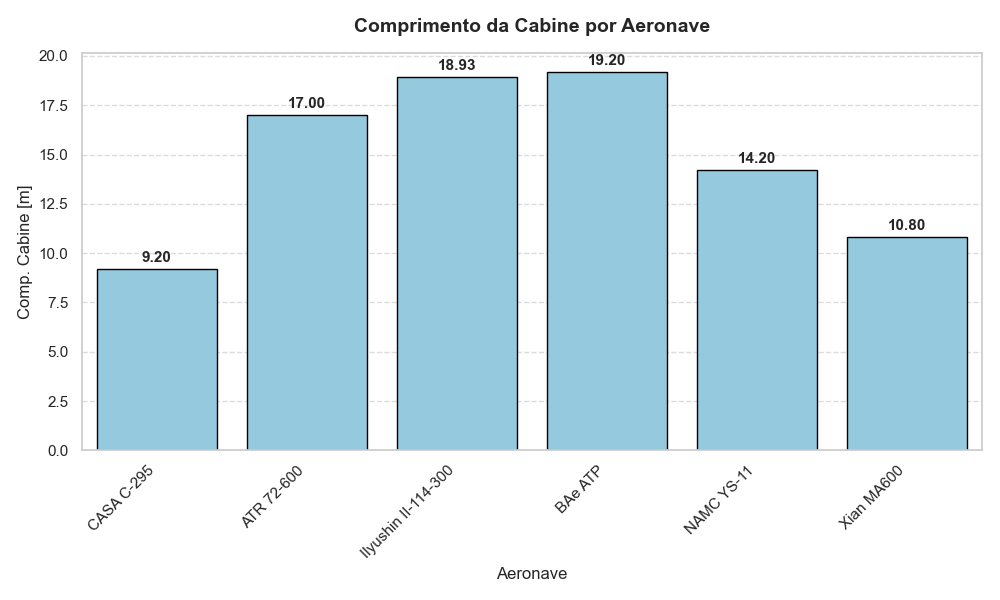 Comprimento da Cabine por Aeronave
Comp. Cabine [m]
20.0
17.5
15.0
12.5
10.0
7.5
5.0
2.5
0.0
9.20
17.00
18.93
19.20
14.20
10.80
CASA C-295
ATR 72-600
Ilyushin Il-114-300
BAe ATP
NAMC YS-11
Xian MA600
Aeronave